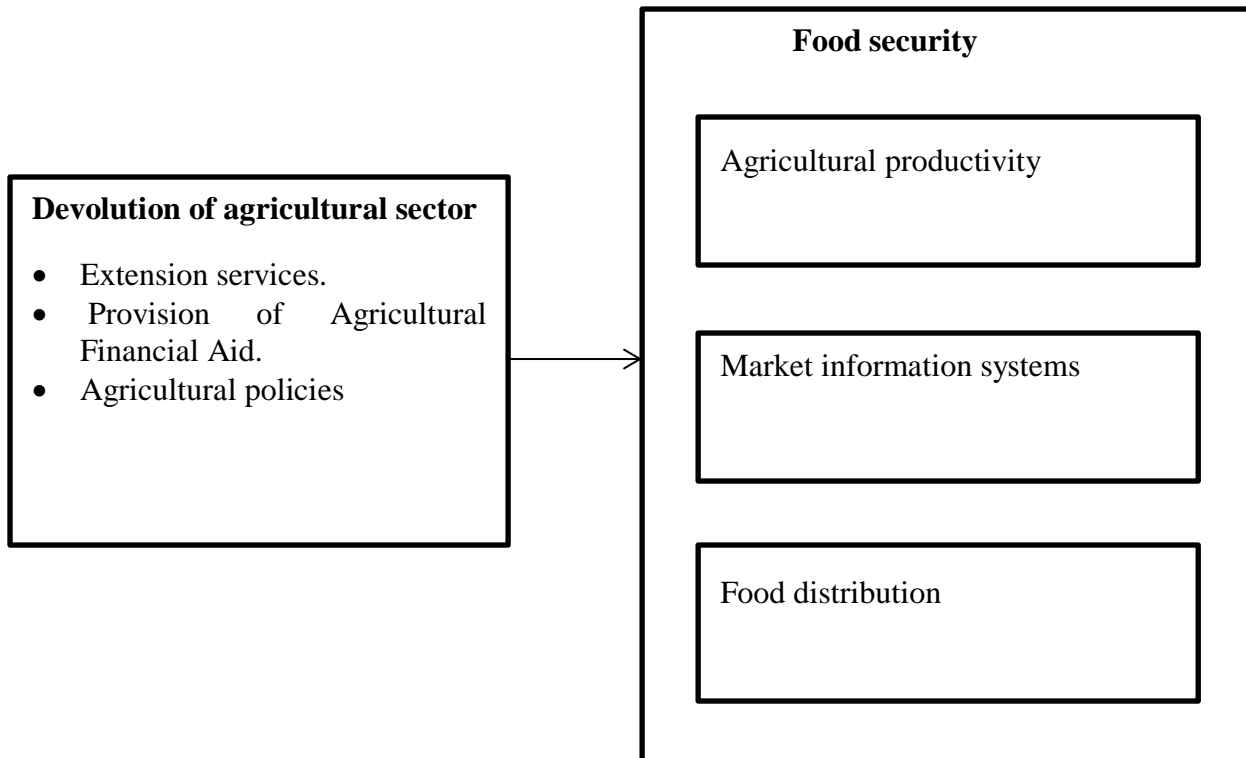 Food security
Agricultural productivity
Devolution of agricultural sector
• Extension services.
• Provision of Agricultural
Financial Aid.
• Agricultural policies
Market information systems
Food distribution